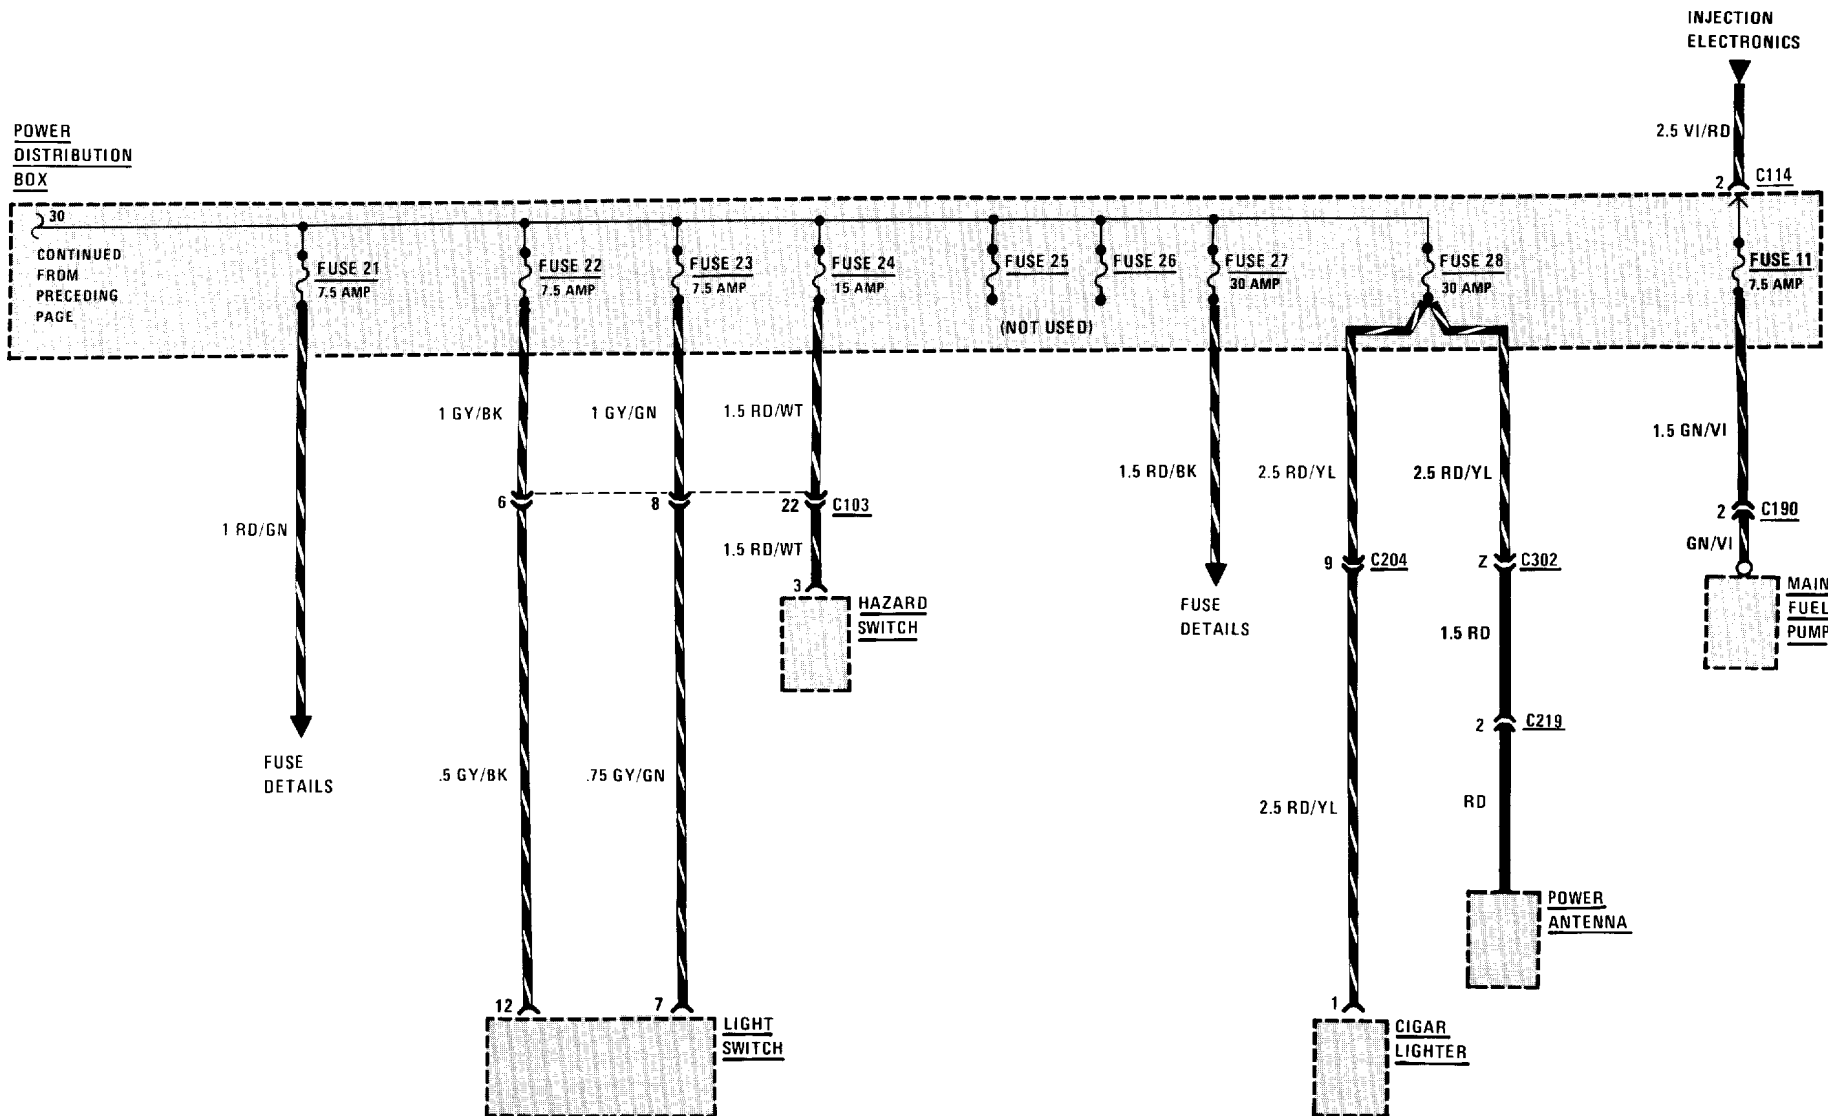 INJECTION
ELECTRONICS
2.5 VI/RD
2 C114
POWER
DISTRIBUTION
BOX
30
CONTINUED
FROM
PRECEDING
PAGE
FUSE 21
7.5 AMP
FUSE 22
7.5 AMP
FUSE 23
7.5 AMP
FUSE 24
15 AMP
FUSE 25
FUSE 26
(NOT USED)
FUSE 27
30 AMP
FUSE 28
30 AMP
FUSE 11
7.5 AMP
1 GY/BK
1 GY/GN
1.5 RD/WT
1.5 RD/BK
2.5 RD/YL
2.5 RD/YL
1.5 GN/VI
6
8
22 C103
2 C190
1 RD/GN
1.5 RD/WT
GN/VI
9 C204
Z C302
3
HAZARD
SWITCH
FUSE
DETAILS
1.5 RD
MAIN
FUEL
PUMP
2 C219
FUSE
DETAILS
.5 GY/BK
.75 GY/GN
2.5 RD/YL
RD
POWER
ANTENNA
12
7
LIGHT
SWITCH
1
CIGAR
LIGHTER